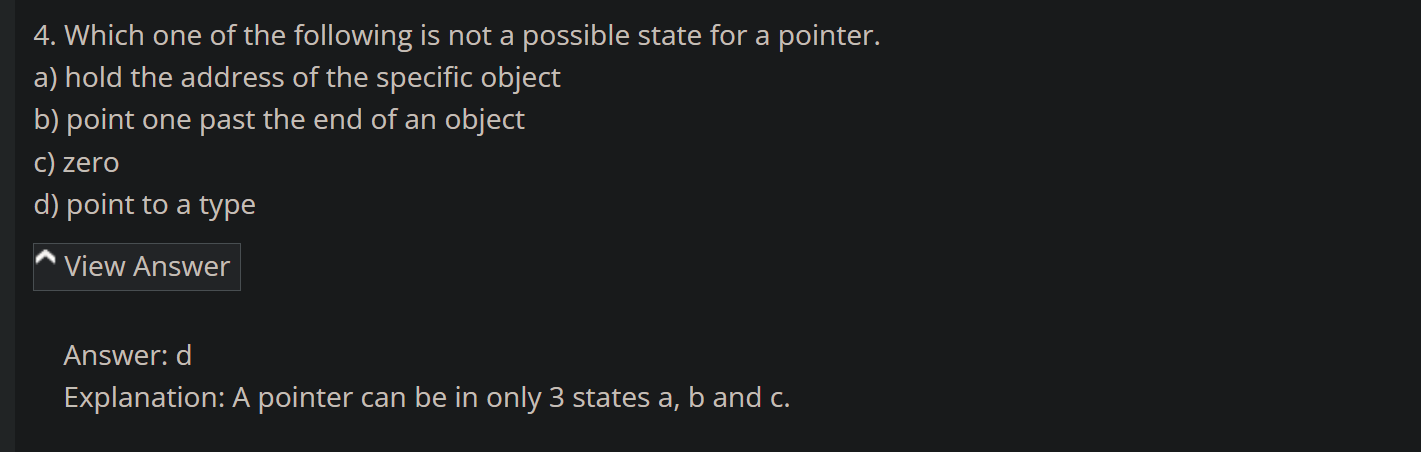 4. Which one of the following is not a possible state for a pointer.
a) hold the address of the specific object
b) point one past the end of an object
c) zero
d) point to a type
View Answer
Answer: d
Explanation: A pointer can be in only 3 states a, b and c.